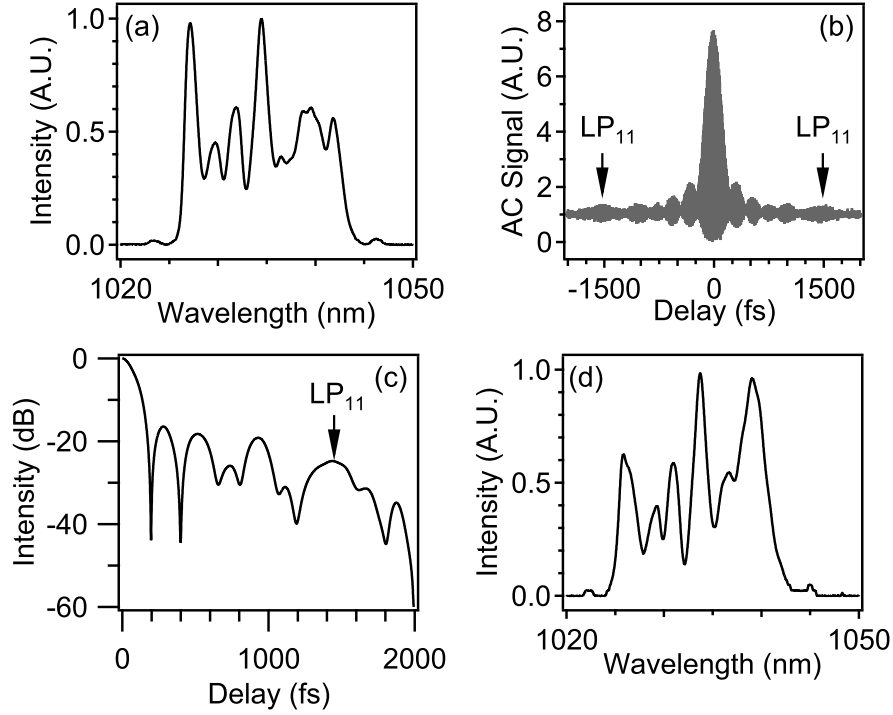 (a)
1.0
0.5
0.0
Intensity (A.U.)
1020
1050
Wavelength (nm)
(b)
8
6
4
2
0
AC Signal (A.U.)
LP₁₁
LP₁₁
-1500
0
1500
Delay (fs)
(c)
0
-20
-40
-60
Intensity (dB)
LP₁₁
0
1000
2000
Delay (fs)
(d)
1.0
0.5
0.0
Intensity (A.U.)
1020
1050
Wavelength (nm)